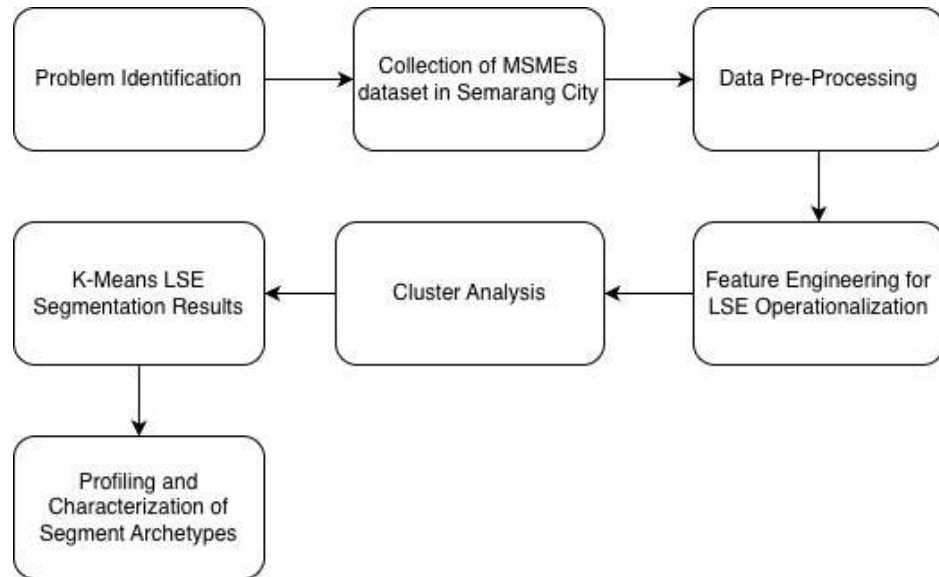 Problem Identification
Collection of MSMEs
dataset in Semarang City
Data Pre-Processing
Feature Engineering for
LSE Operationalization
Cluster Analysis
K-Means LSE
Segmentation Results
Profiling and
Characterization of
Segment Archetypes